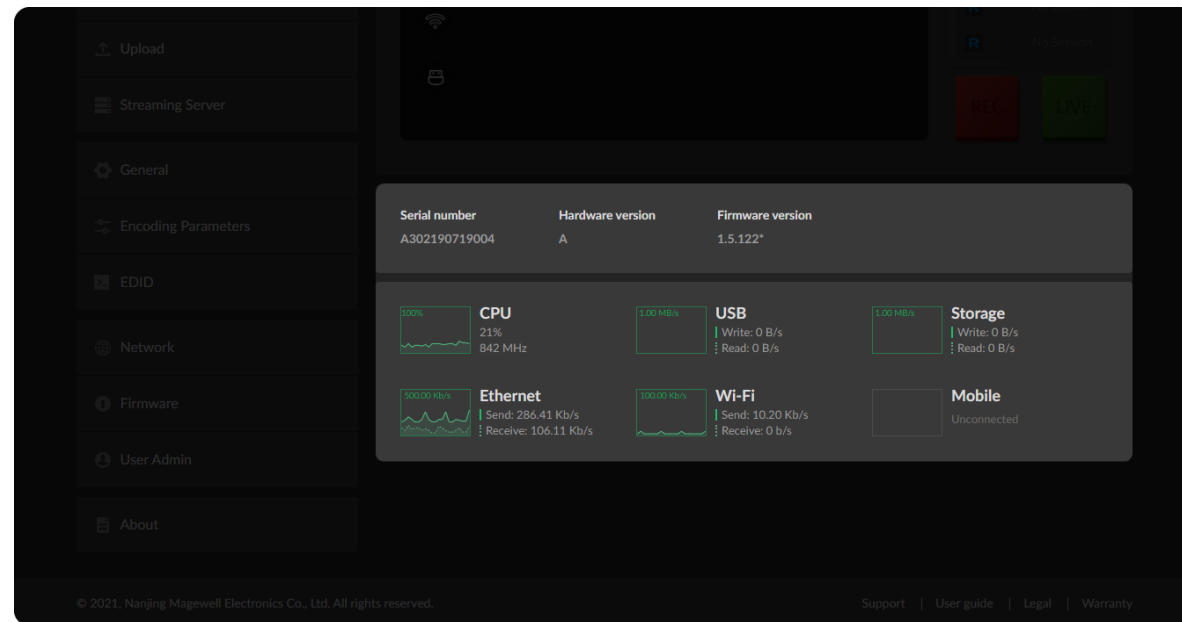 Upload
Streaming Server
General
Encoding Parameters
EDID
Network
Firmware
User Admin
About
R No Session
REC LIVE
Serial number Hardware version Firmware version
A302190719004 A 1.5.122*
100% CPU
21%
842 MHz
1.00 MB/s USB
Write: 0 B/s
Read: 0 B/s
1.00 MB/s Storage
Write: 0 B/s
Read: 0 B/s
500.00 Kb/s Ethernet
Send: 286.41 Kb/s
Receive: 106.11 Kb/s
100.00 Kb/s Wi-Fi
Send: 10.20 Kb/s
Receive: 0 b/s
Mobile
Unconnected
© 2021. Nanjing Magewell Electronics Co., Ltd. All rights reserved.
Support | User guide | Legal | Warranty